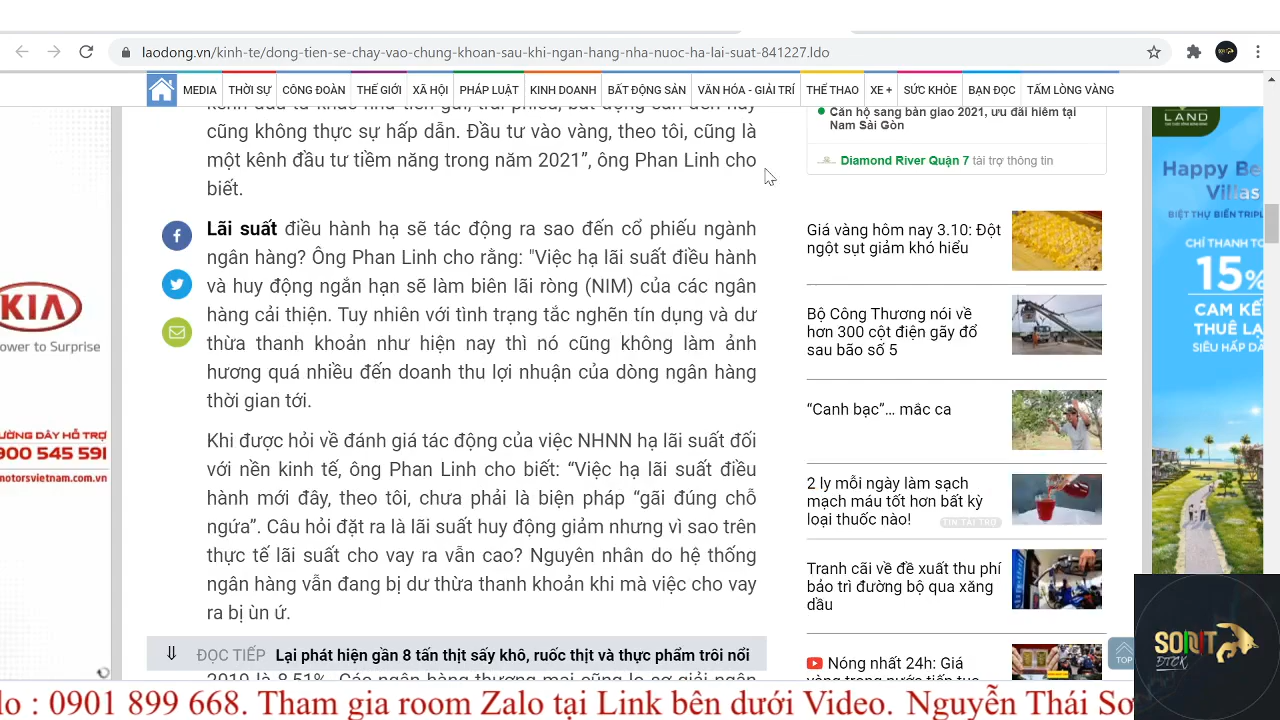 laodong.vn/kinh-te/dong-tien-se-chay-vao-chung-khoan-sau-khi-ngan-hang-nha-nuoc-ha-lai-suat-841227.ldo
MEDIA THỜI SỰ CÔNG ĐOÀN THẾ GIỚI XÃ HỘI PHÁP LUẬT KINH DOANH BẤT ĐỘNG SẢN VĂN HÓA - GIẢI TRÍ THỂ THAO XE + SỨC KHỎE BẠN ĐỌC TẤM LÒNG VÀNG
cũng không thực sự hấp dẫn. Đầu tư vào vàng, theo tôi, cũng là
một kênh đầu tư tiềm năng trong năm 2021”, ông Phan Linh cho
biết.
Lãi suất điều hành hạ sẽ tác động ra sao đến cổ phiếu ngành
ngân hàng? Ông Phan Linh cho rằng: "Việc hạ lãi suất điều hành
và huy động ngắn hạn sẽ làm biên lãi ròng (NIM) của các ngân
hàng cải thiện. Tuy nhiên với tình trạng tắc nghẽn tín dụng và dư
thừa thanh khoản như hiện nay thì nó cũng không làm ảnh
hương quá nhiều đến doanh thu lợi nhuận của dòng ngân hàng
thời gian tới.
Khi được hỏi về đánh giá tác động của việc NHNN hạ lãi suất đối
với nền kinh tế, ông Phan Linh cho biết: “Việc hạ lãi suất điều
hành mới đây, theo tôi, chưa phải là biện pháp “gãi đúng chỗ
ngứa”. Câu hỏi đặt ra là lãi suất huy động giảm nhưng vì sao trên
thực tế lãi suất cho vay ra vẫn cao? Nguyên nhân do hệ thống
ngân hàng vẫn đang bị dư thừa thanh khoản khi mà việc cho vay
ra bị ùn ứ.
ĐỌC TIẾP Lại phát hiện gần 8 tấn thịt sấy khô, ruốc thịt và thực phẩm trôi nổi
Căn hộ sang bàn giao 2021, ưu đãi hiếm tại
Nam Sài Gòn
Diamond River Quận 7 tài trợ thông tin
Giá vàng hôm nay 3.10: Đột
ngột sụt giảm khó hiểu
Bộ Công Thương nói về
hơn 300 cột điện gãy đổ
sau bão số 5
“Canh bạc”... mắc ca
2 ly mỗi ngày làm sạch
mạch máu tốt hơn bất kỳ
loại thuốc nào!
TIN TÀI TRỢ
Tranh cãi về đề xuất thu phí
bảo trì đường bộ qua xăng
dầu
Nóng nhất 24h: Giá
TOP
KIA
ower to Surprise
ƯỜNG DÂY HỖ TRỢ
900 545 591
motorsvietnam.com.vn
LAND
Happy Be
Villas
BIỆT THỰ BIỂN TRIPL
CHỈ THANH TO
15%
CAM KẾ
THUÊ LẠ
SIÊU HẤP DẪ
ĐTCK
lo : 0901 899 668. Tham gia room Zalo tại Link bên dưới Video. Nguyễn Thái Sơ